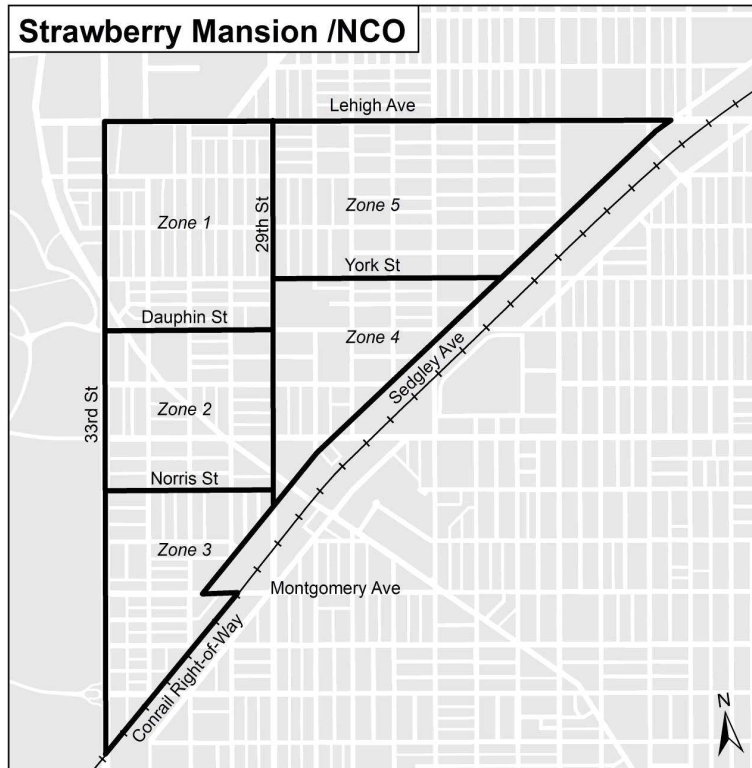 Strawberry Mansion /NCO
Lehigh Ave
Zone 1
29th St
Zone 5
York St
Dauphin St
Zone 4
33rd St
Zone 2
Sedgley Ave
Norris St
Zone 3
Montgomery Ave
Conrail Right-of-Way
N